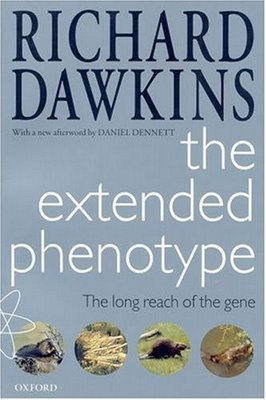 RICHARD
DAWKINS
With a new afterword by DANIEL DENNETT
the
extended
phenotype
The long reach of the gene
OXFORD